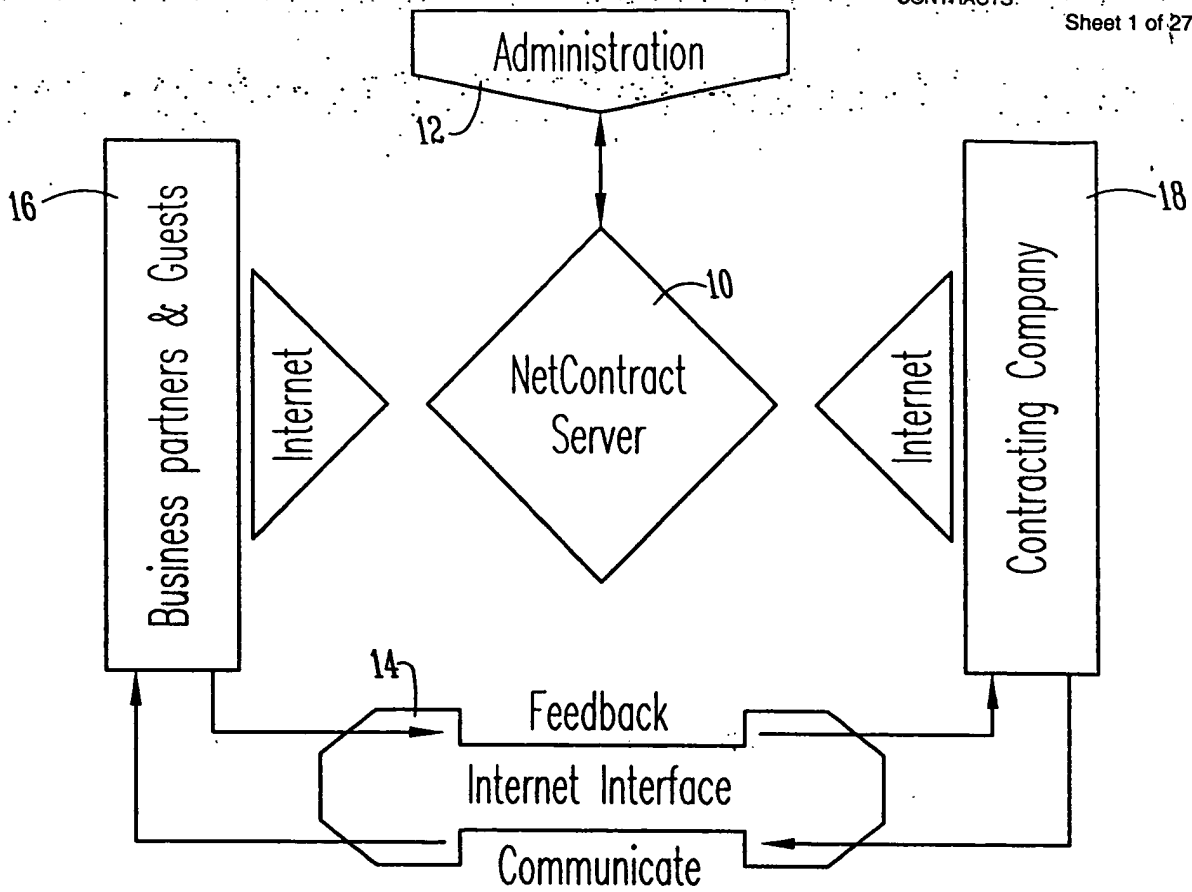 CONTRACTS.
Sheet 1 of 27
Administration
12
16
18
Business partners & Guests
Internet
10
NetContract
Server
Internet
Contracting Company
14
Feedback
Internet Interface
Communicate